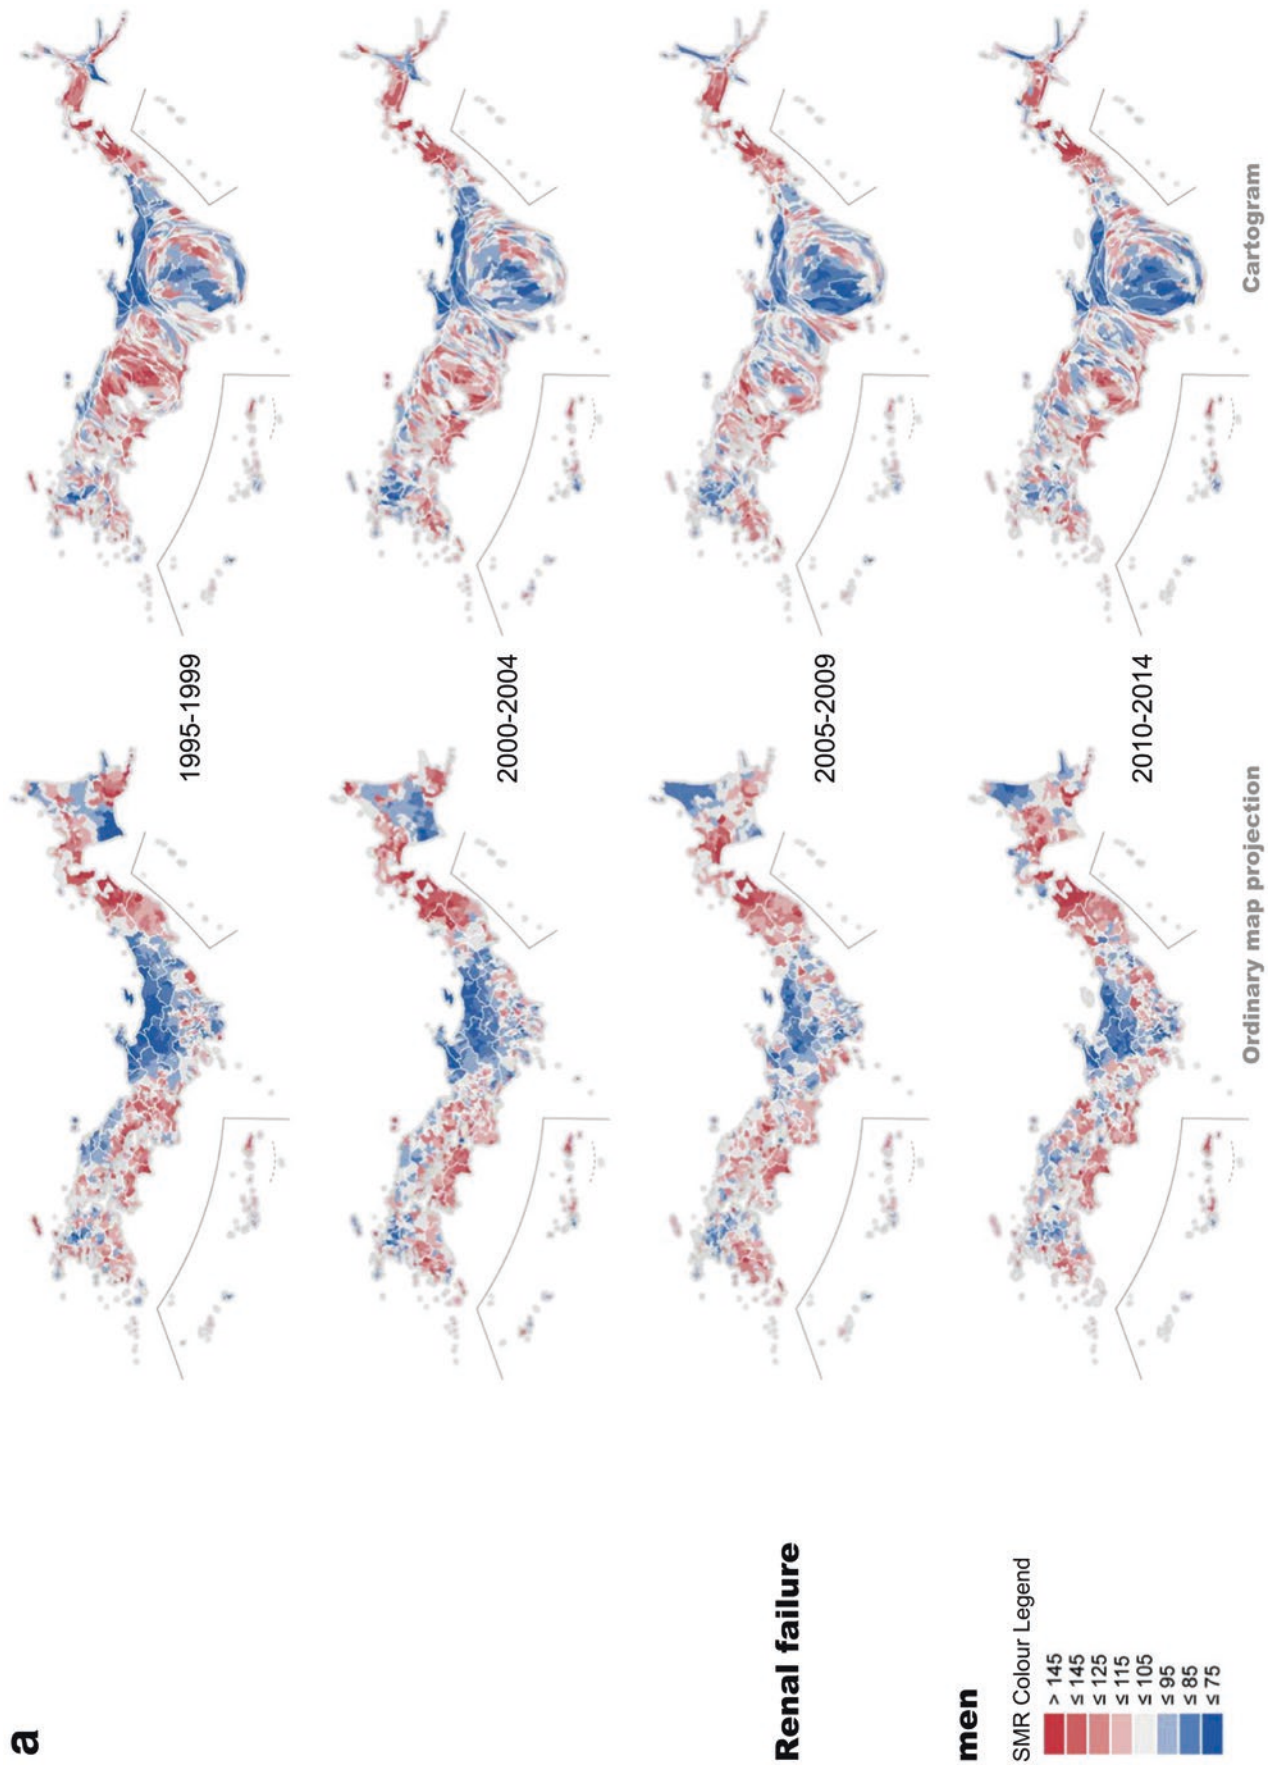 a
1995-1999
2000-2004
2005-2009
2010-2014
Ordinary map projection
Cartogram
Renal failure
men
SMR Colour Legend
> 145
≤ 145
≤ 125
≤ 115
≤ 105
≤ 95
≤ 85
≤ 75